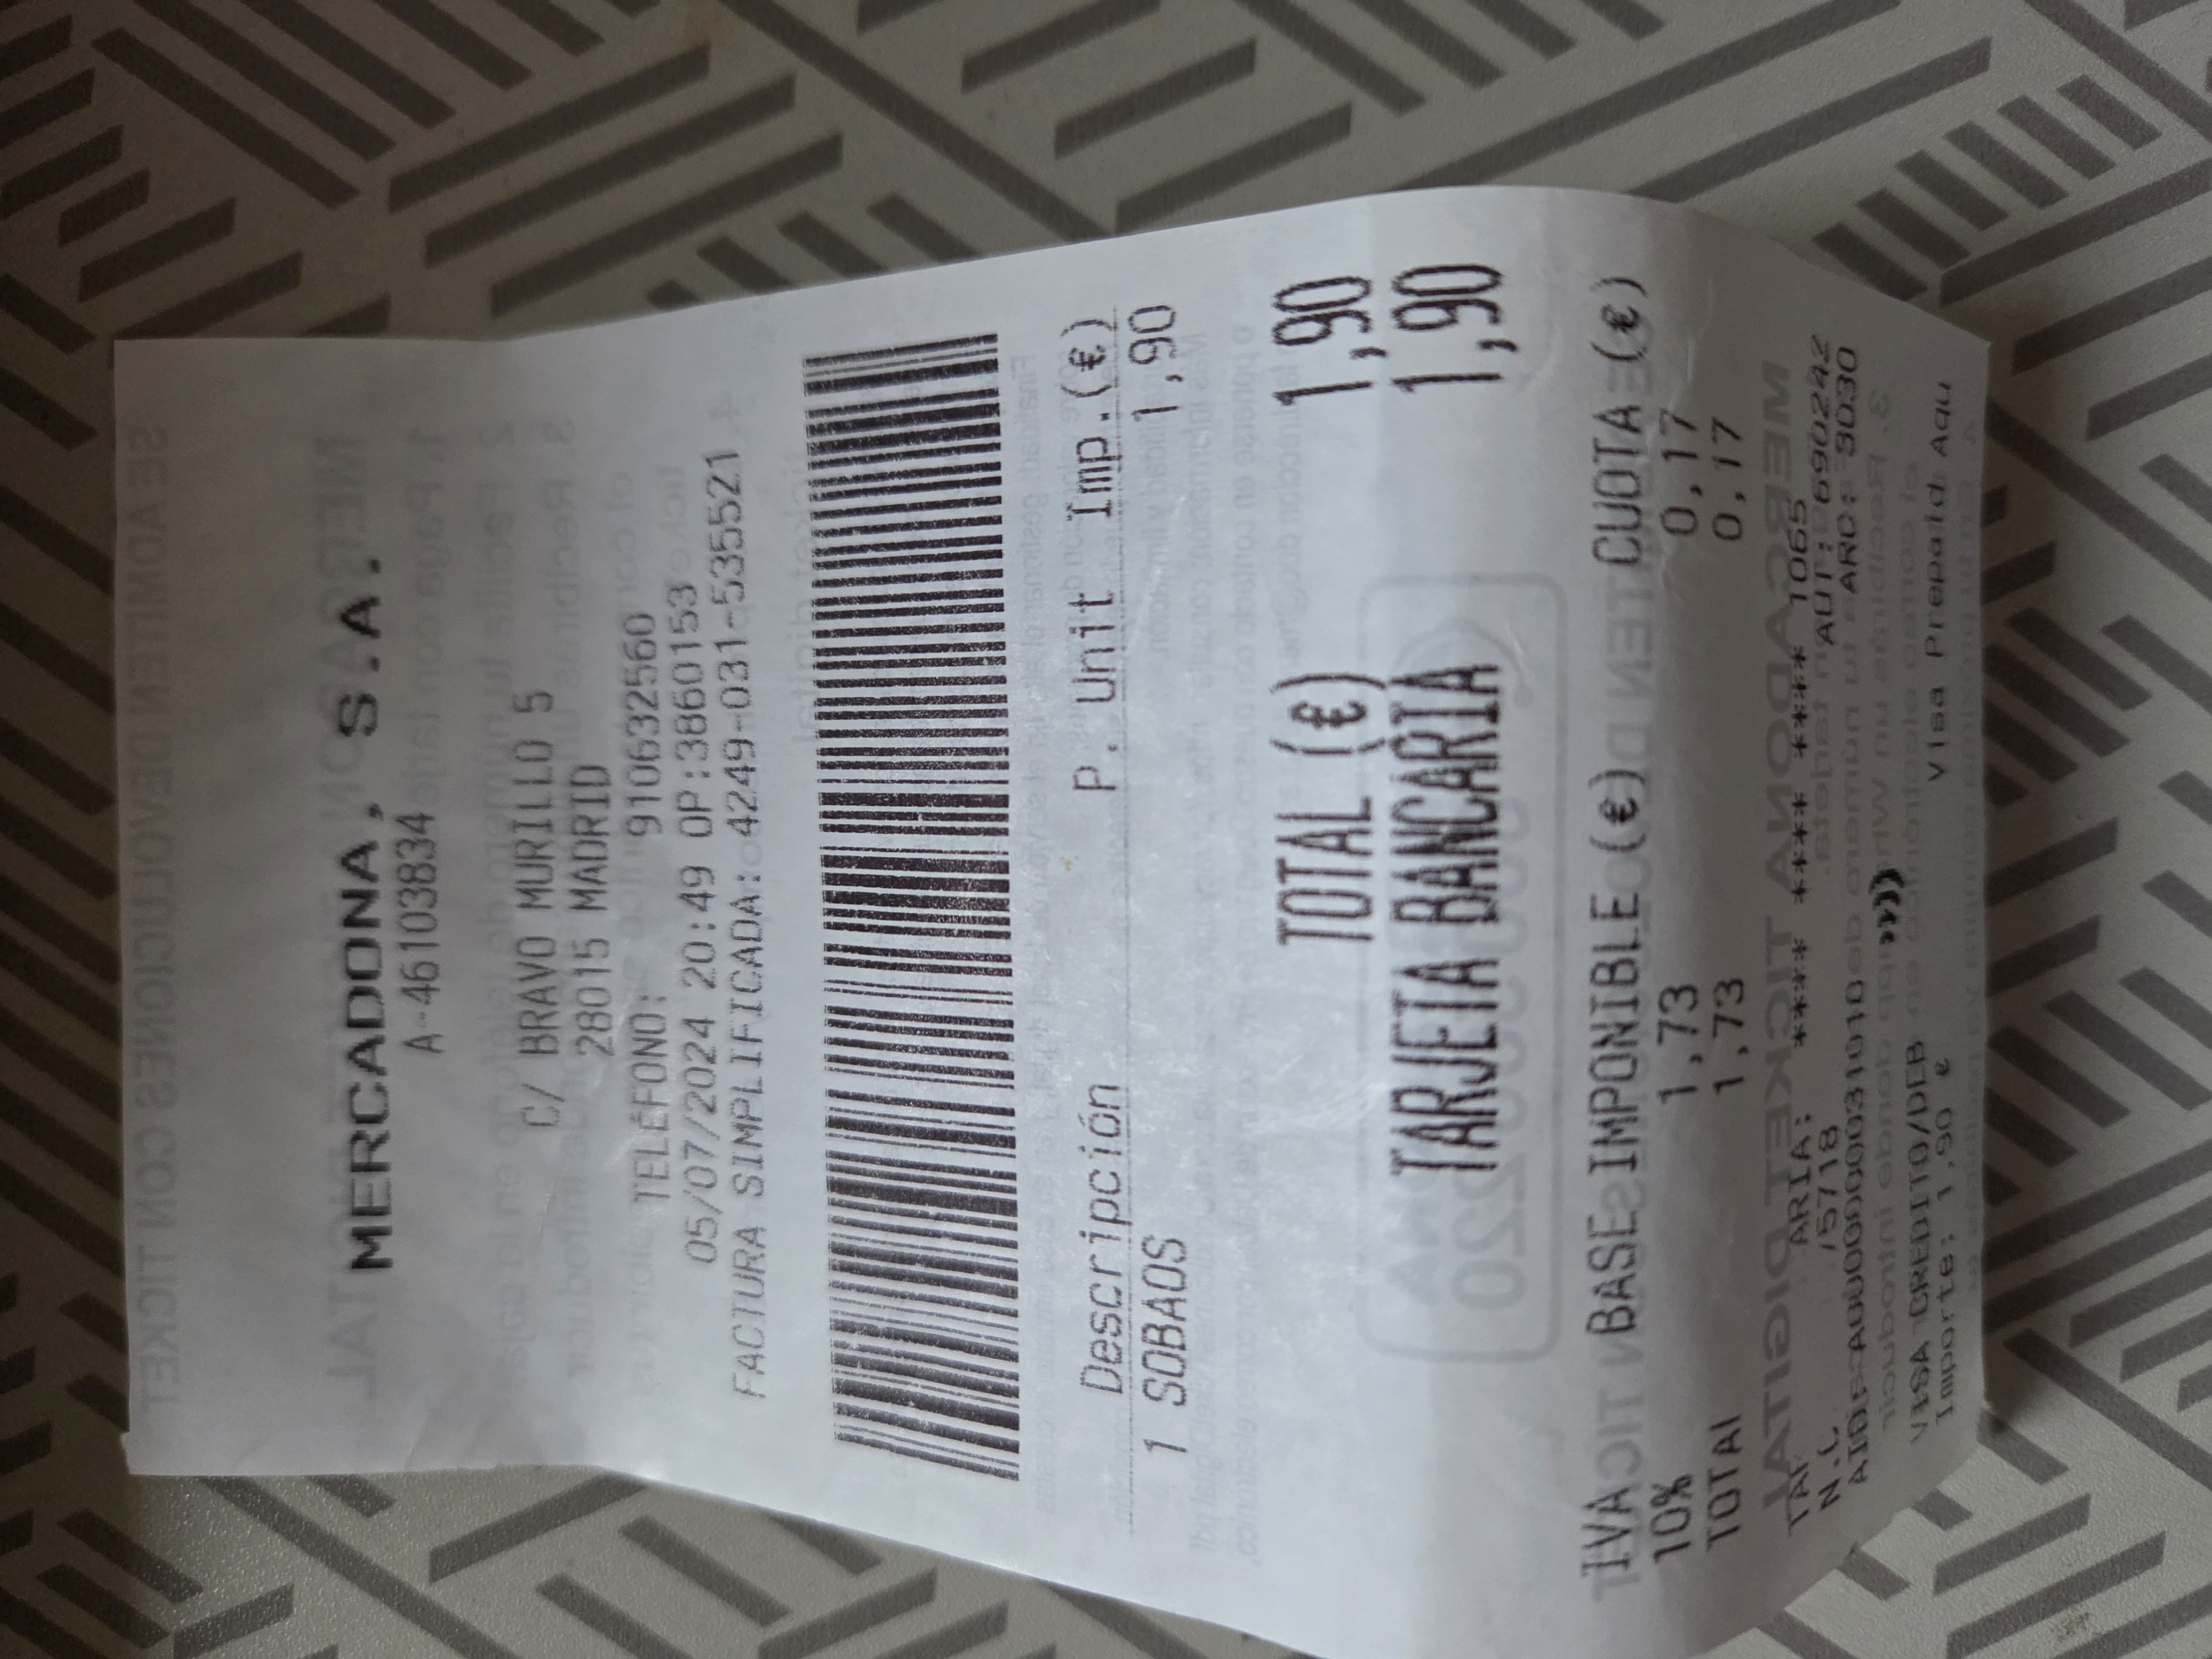 MERCADONA, S.A.
A-46103834
C/ BRAVO MURILLO 5
28015 MADRID
TELÉFONO: 910632560
05/07/2024 20:49 OP:3860153
FACTURA SIMPLIFICADA: 4249-031-535521
Descripción P. Unit Imp.(€)
1 SOBAOS 1,90
TOTAL (€) 1,90
TARJETA BANCARIA 1,90
IVA BASE IMPONIBLE (€) CUOTA (€)
10% 1,73 0,17
TOTAL 1,73 0,17
ARIA: **** **** **** 1065
N.C 75718 AUT: 690242
AID: A0000000031010 ARC: 3030
VISA CREDITO/DEB
Importe: 1,90 € Visa Prepaid Aqu